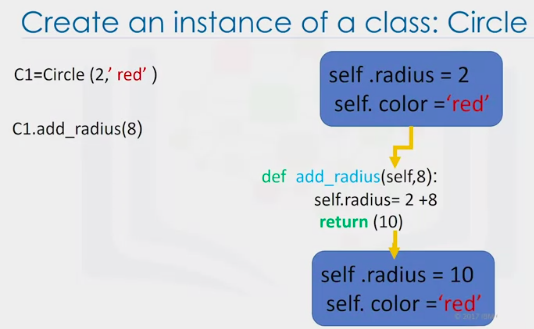 Create an instance of a class: Circle
C1=Circle (2,’ red’ )
C1.add_radius(8)
self .radius = 2
self. color =‘red’
def add_radius(self,8):
self.radius= 2 +8
return (10)
self .radius = 10
self. color =‘red’